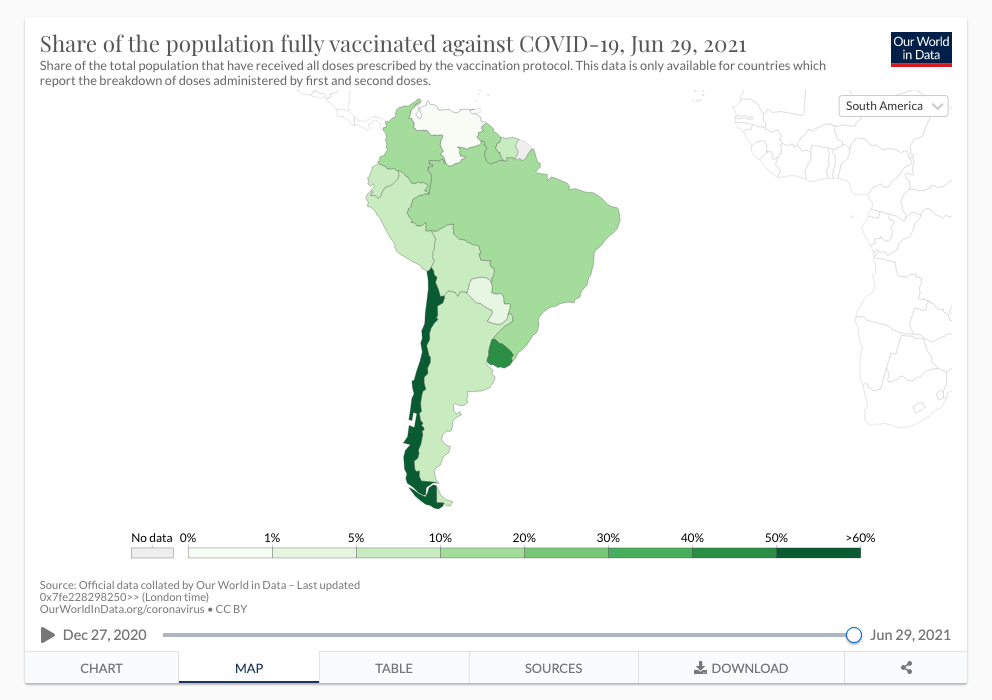 Share of the population fully vaccinated against COVID-19, Jun 29, 2021
Our World
in Data
Share of the total population that have received all doses prescribed by the vaccination protocol. This data is only available for countries which
report the breakdown of doses administered by first and second doses.
South America
No data 0% 1% 5% 10% 20% 30% 40% 50% >60%
Source: Official data collated by Our World in Data – Last updated
0x7fe228298250>> (London time)
OurWorldInData.org/coronavirus • CC BY
Dec 27, 2020 Jun 29, 2021
CHART MAP TABLE SOURCES DOWNLOAD